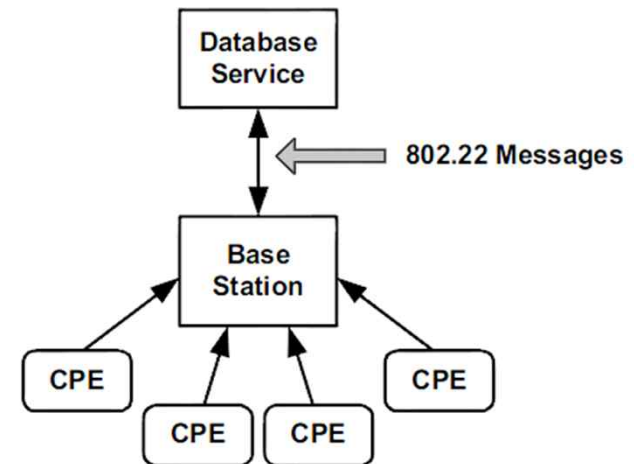 Database
Service
802.22 Messages
Base
Station
CPE
CPE
CPE
CPE